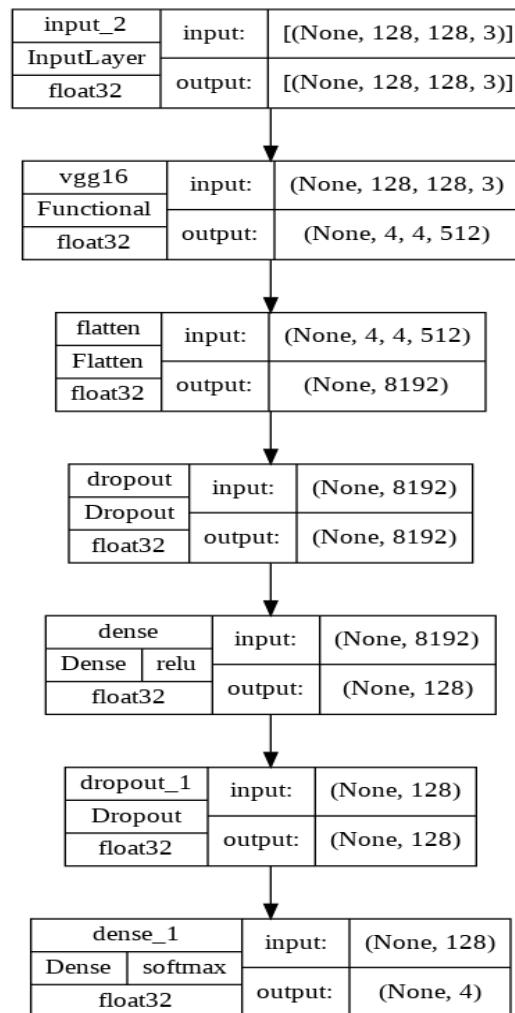 input_2 input: [(None, 128, 128, 3)]
InputLayer
float32 output: [(None, 128, 128, 3)]
vgg16 input: (None, 128, 128, 3)
Functional
float32 output: (None, 4, 4, 512)
flatten input: (None, 4, 4, 512)
Flatten
float32 output: (None, 8192)
dropout input: (None, 8192)
Dropout
float32 output: (None, 8192)
dense input: (None, 8192)
Dense relu
float32 output: (None, 128)
dropout_1 input: (None, 128)
Dropout
float32 output: (None, 128)
dense_1 input: (None, 128)
Dense softmax
float32 output: (None, 4)